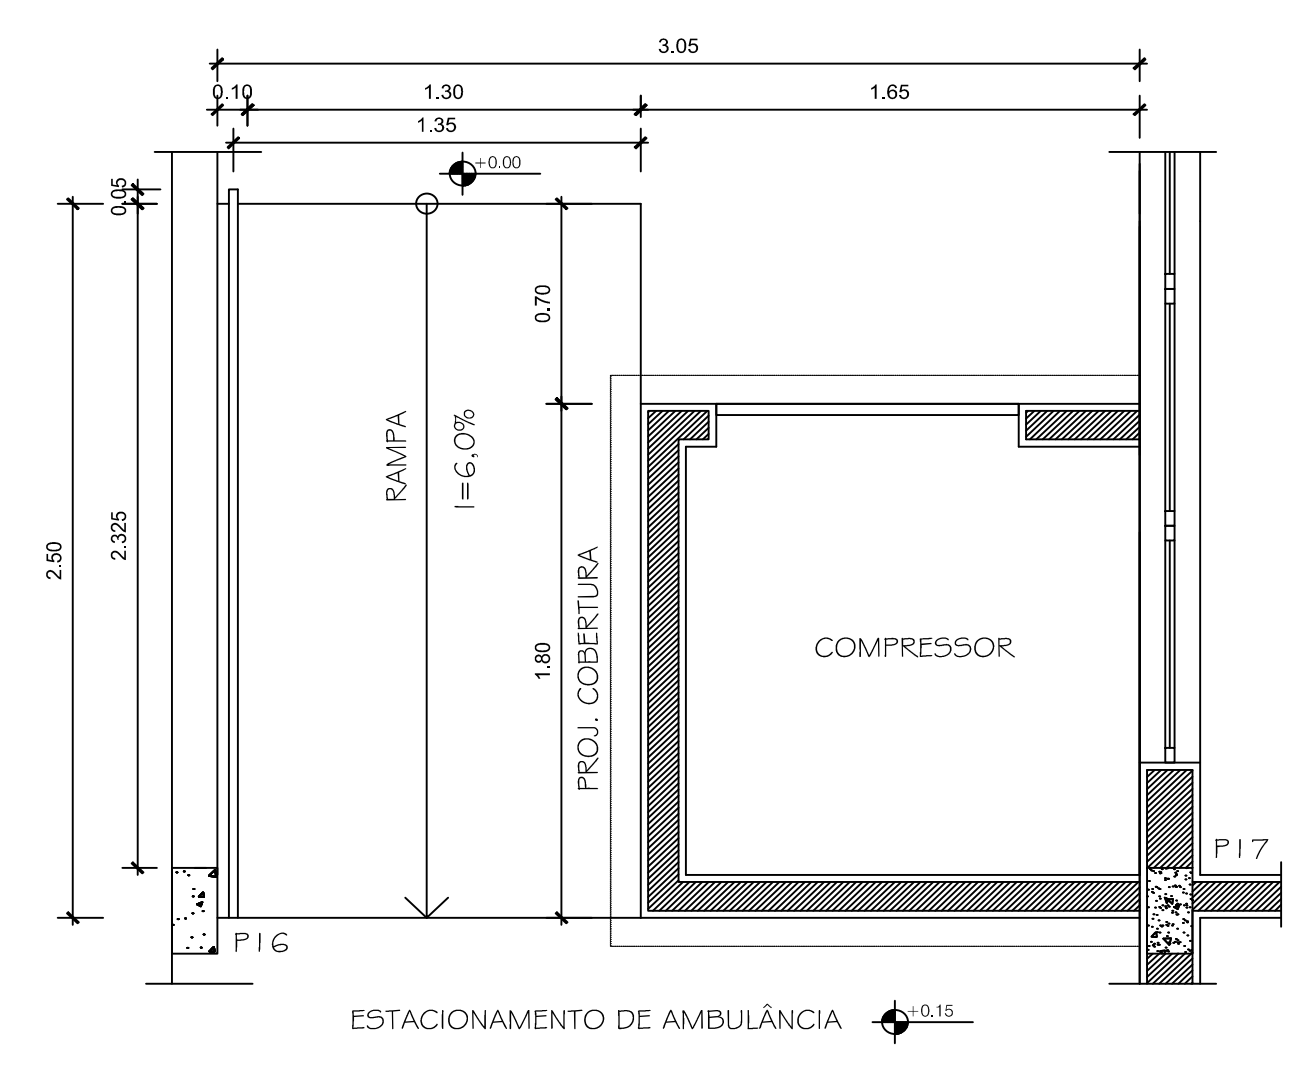 3.05
0.10 1.30 1.65
1.35
+0.00
0.05
0.70
RAMPA
I=6,0%
2.325
2.50
PROJ. COBERTURA
1.80
COMPRESSOR
P17
P16
ESTACIONAMENTO DE AMBULÂNCIA +0.15